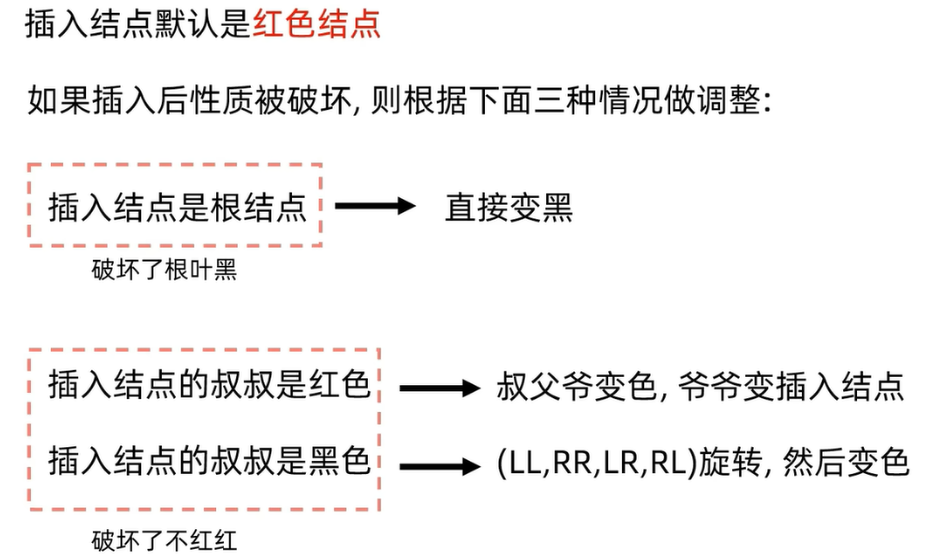 插入结点默认是红色结点
如果插入后性质被破坏, 则根据下面三种情况做调整:
插入结点是根结点
直接变黑
破坏了根叶黑
插入结点的叔叔是红色
叔父爷变色, 爷爷变插入结点
插入结点的叔叔是黑色
(LL,RR,LR,RL)旋转, 然后变色
破坏了不红红